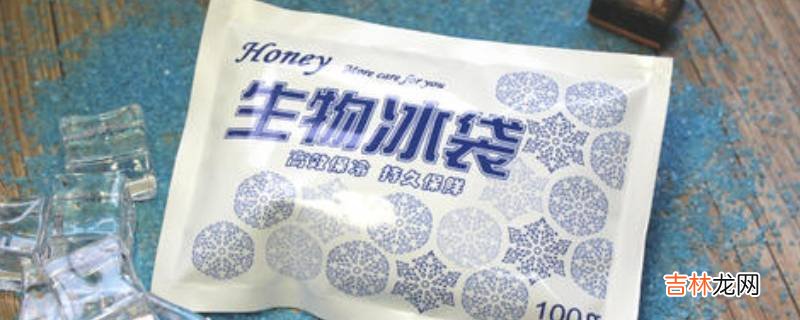 Honey More care for you
生物冰袋
高效保冷 持久保鲜
100g
吉林龙网